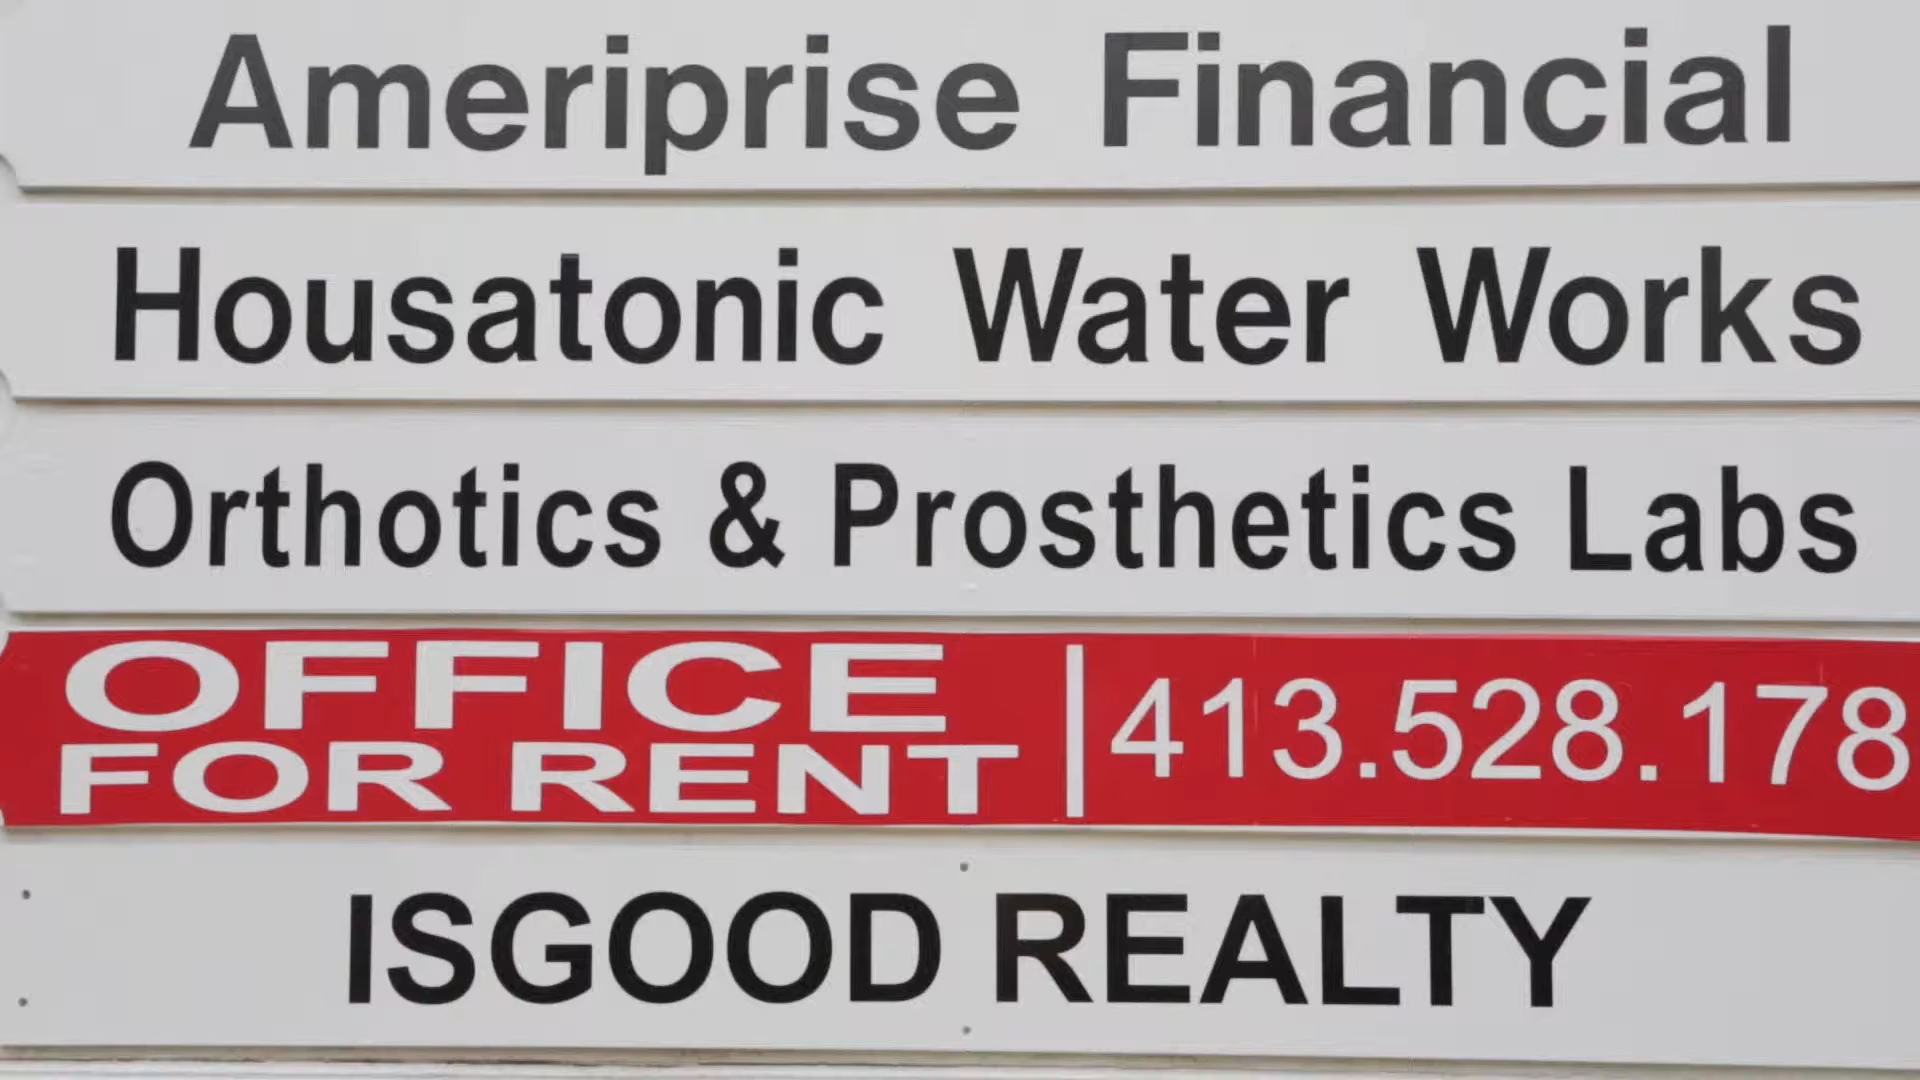 Ameriprise Financial
Housatonic Water Works
Orthotics & Prosthetics Labs
OFFICE
FOR RENT
413.528.178
ISGOOD REALTY